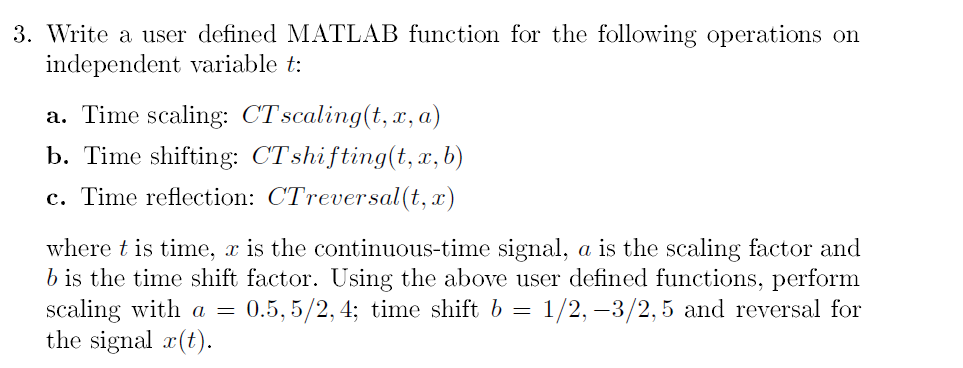 3. Write a user defined MATLAB function for the following operations on
independent variable t:
a. Time scaling: CTscaling(t, x, a)
b. Time shifting: CTshifting(t, x, b)
c. Time reflection: CTreversal(t, x)
where t is time, x is the continuous-time signal, a is the scaling factor and
b is the time shift factor. Using the above user defined functions, perform
scaling with a = 0.5, 5/2, 4; time shift b = 1/2, −3/2, 5 and reversal for
the signal x(t).